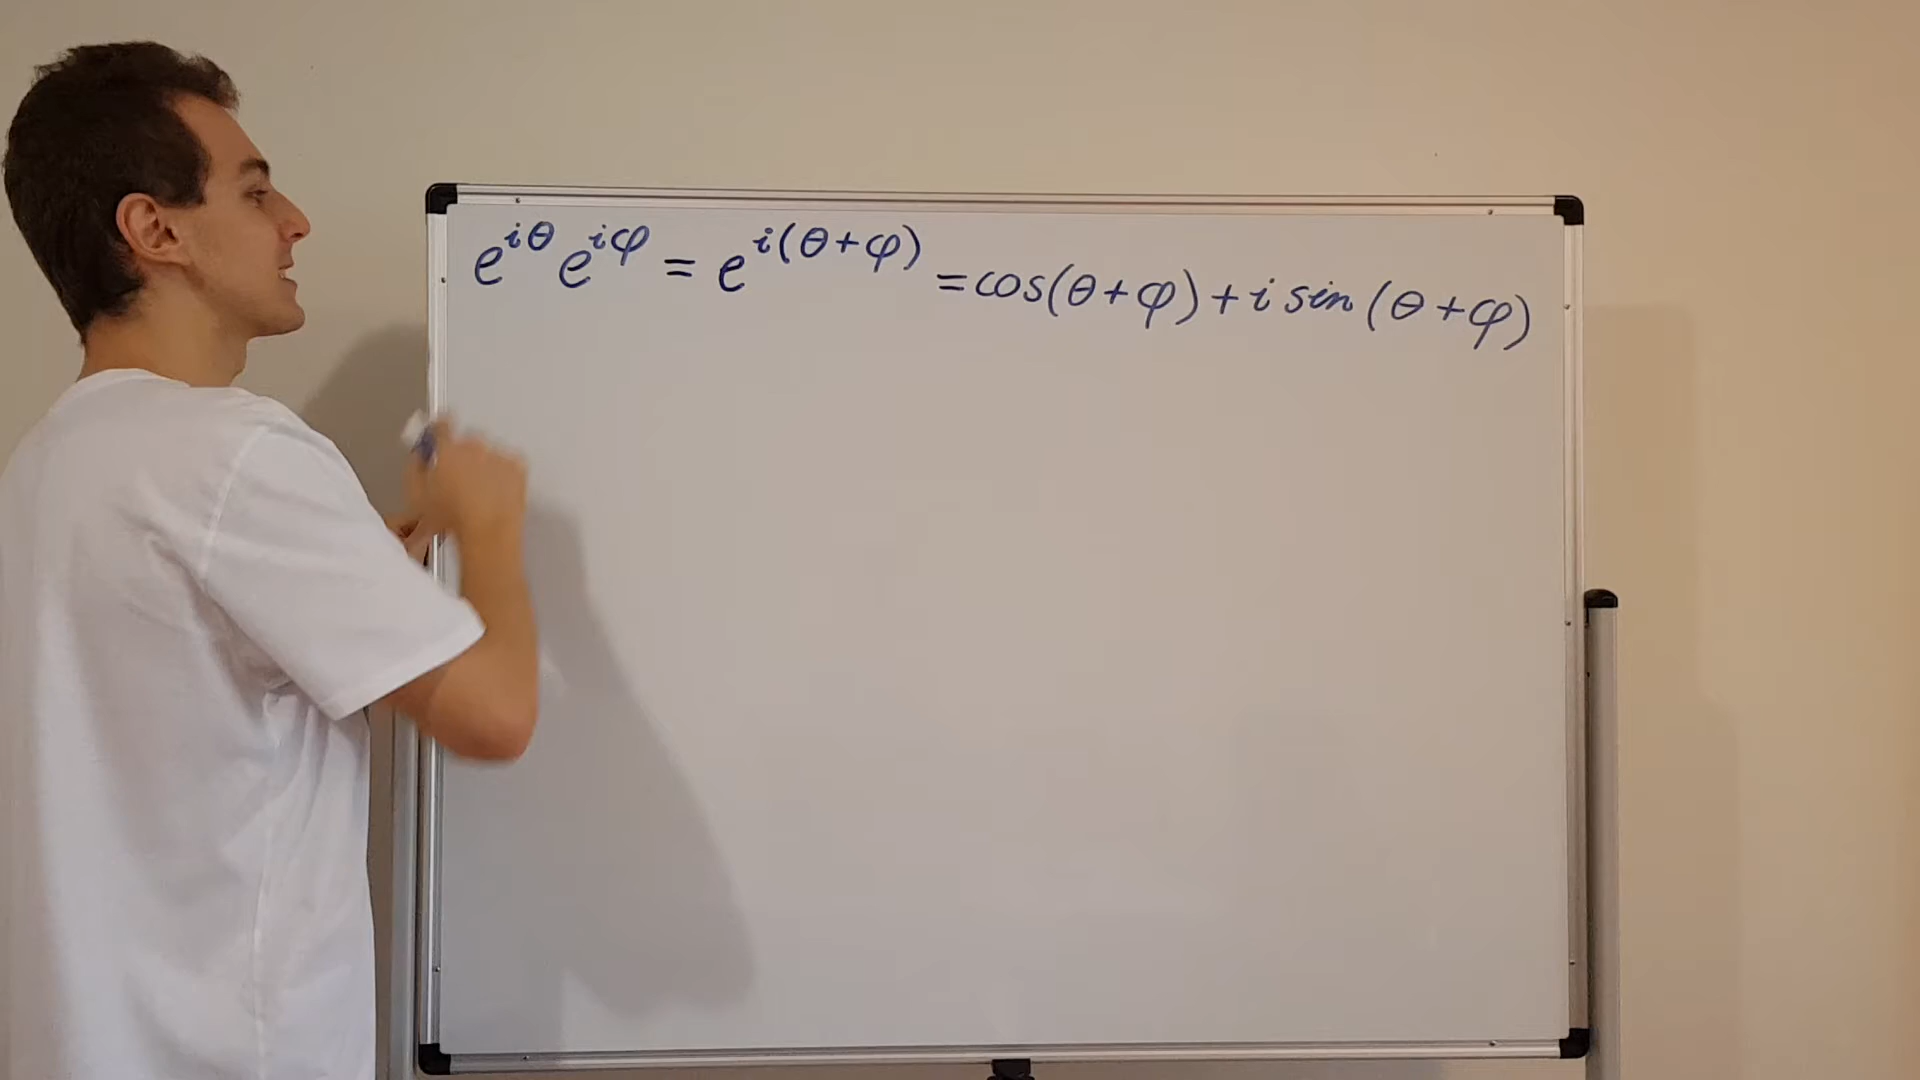 e^{iθ} e^{iφ} = e^{i(θ+φ)} = cos(θ+φ) + i sin(θ+φ)